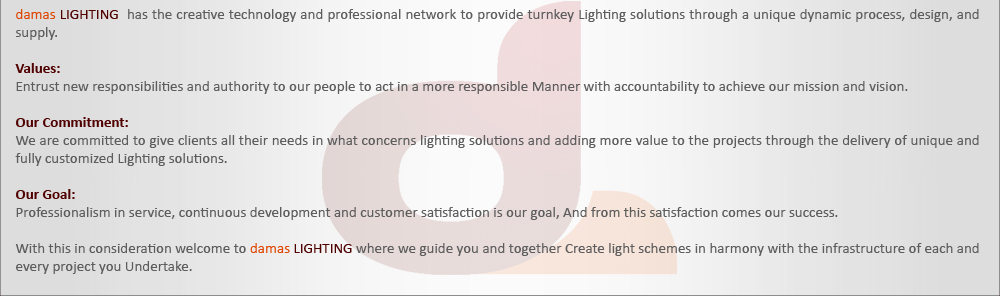 damas LIGHTING has the creative technology and professional network to provide turnkey Lighting solutions through a unique dynamic process, design, and
supply.
Values:
Entrust new responsibilities and authority to our people to act in a more responsible Manner with accountability to achieve our mission and vision.
Our Commitment:
We are committed to give clients all their needs in what concerns lighting solutions and adding more value to the projects through the delivery of unique and
fully customized Lighting solutions.
Our Goal:
Professionalism in service, continuous development and customer satisfaction is our goal, And from this satisfaction comes our success.
With this in consideration welcome to damas LIGHTING where we guide you and together Create light schemes in harmony with the infrastructure of each and
every project you Undertake.